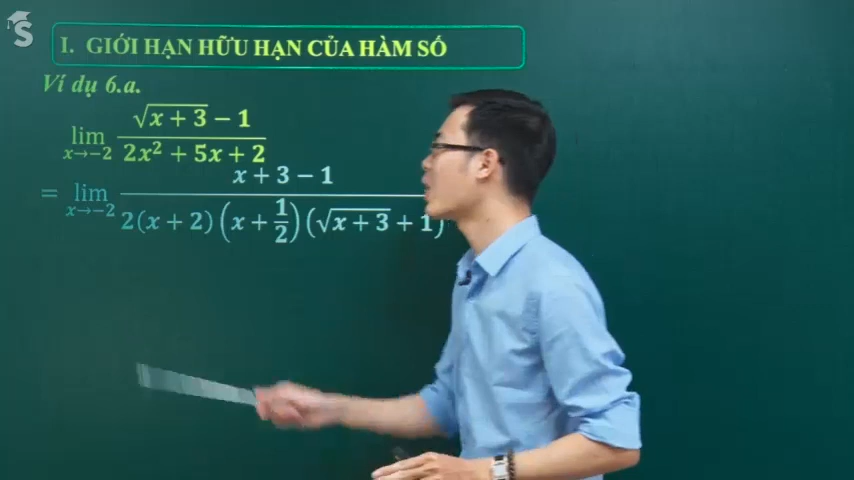 S
I. GIỚI HẠN HỮU HẠN CỦA HÀM SỐ
Ví dụ 6.a.
lim x→−2 (√(x + 3) − 1)/(2x² + 5x + 2)
= lim x→−2 (x + 3 − 1)/(2(x + 2)(x + 1/2)(√(x + 3) + 1)